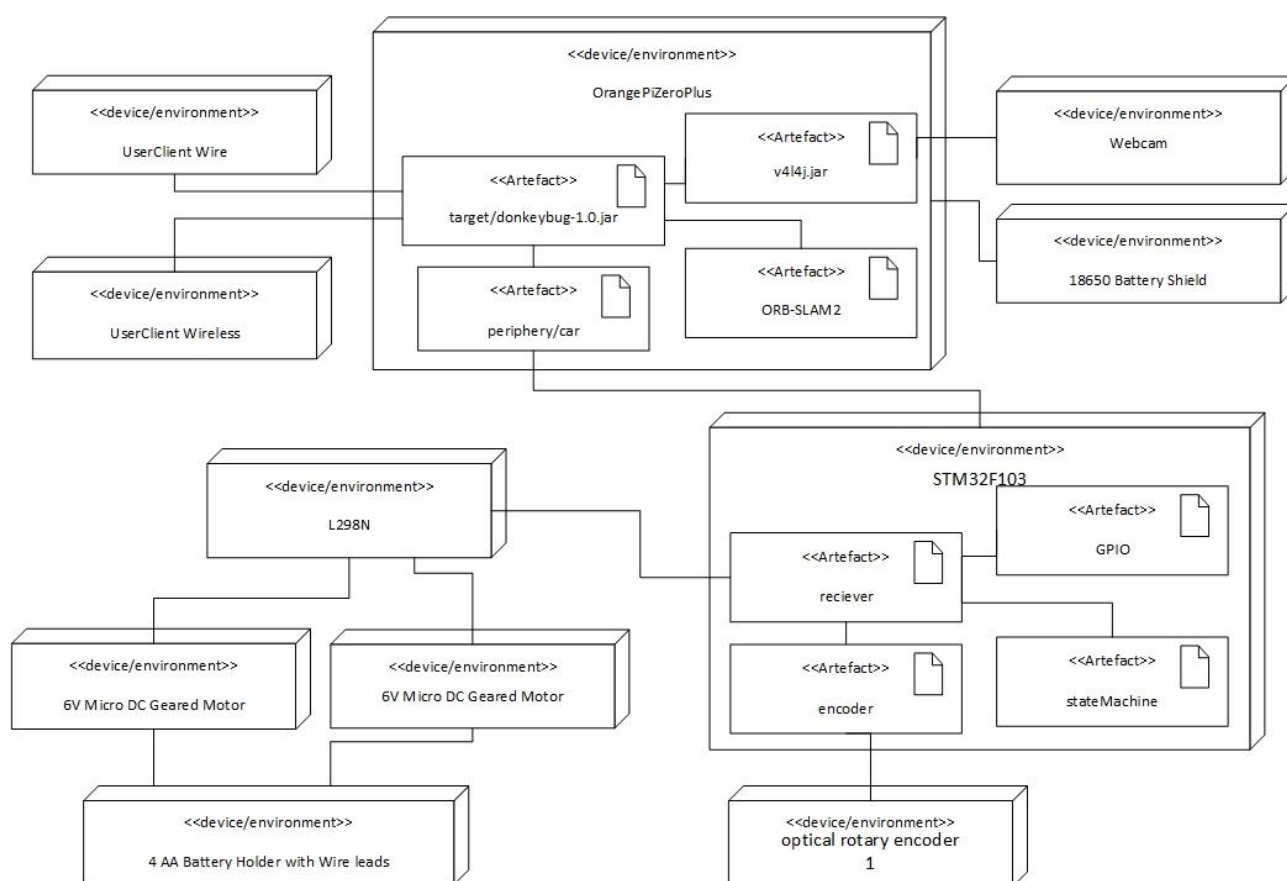 <<device/environment>>
OrangePiZeroPlus
<<device/environment>>
UserClient Wire
<<Artefact>>
v4l4j.jar
<<device/environment>>
Webcam
<<Artefact>>
target/donkeybug-1.0.jar
<<device/environment>>
UserClient Wireless
<<Artefact>>
periphery/car
<<Artefact>>
ORB-SLAM2
<<device/environment>>
18650 Battery Shield
<<device/environment>>
STM32F103
<<device/environment>>
L298N
<<Artefact>>
GPIO
<<Artefact>>
reciever
<<device/environment>>
6V Micro DC Geared Motor
<<device/environment>>
6V Micro DC Geared Motor
<<Artefact>>
encoder
<<Artefact>>
stateMachine
<<device/environment>>
4 AA Battery Holder with Wire leads
<<device/environment>>
optical rotary encoder
1